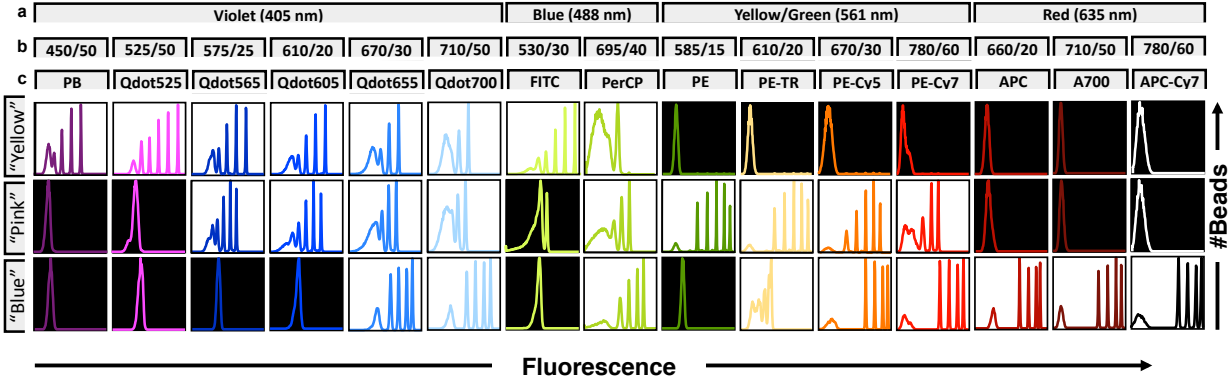 a Violet (405 nm) Blue (488 nm) Yellow/Green (561 nm) Red (635 nm)
b 450/50 525/50 575/25 610/20 670/30 710/50 530/30 695/40 585/15 610/20 670/30 780/60 660/20 710/50 780/60
c PB Qdot525 Qdot565 Qdot605 Qdot655 Qdot700 FITC PerCP PE PE-TR PE-Cy5 PE-Cy7 APC A700 APC-Cy7
"Yellow"
"Pink"
"Blue"
#Beads
Fluorescence